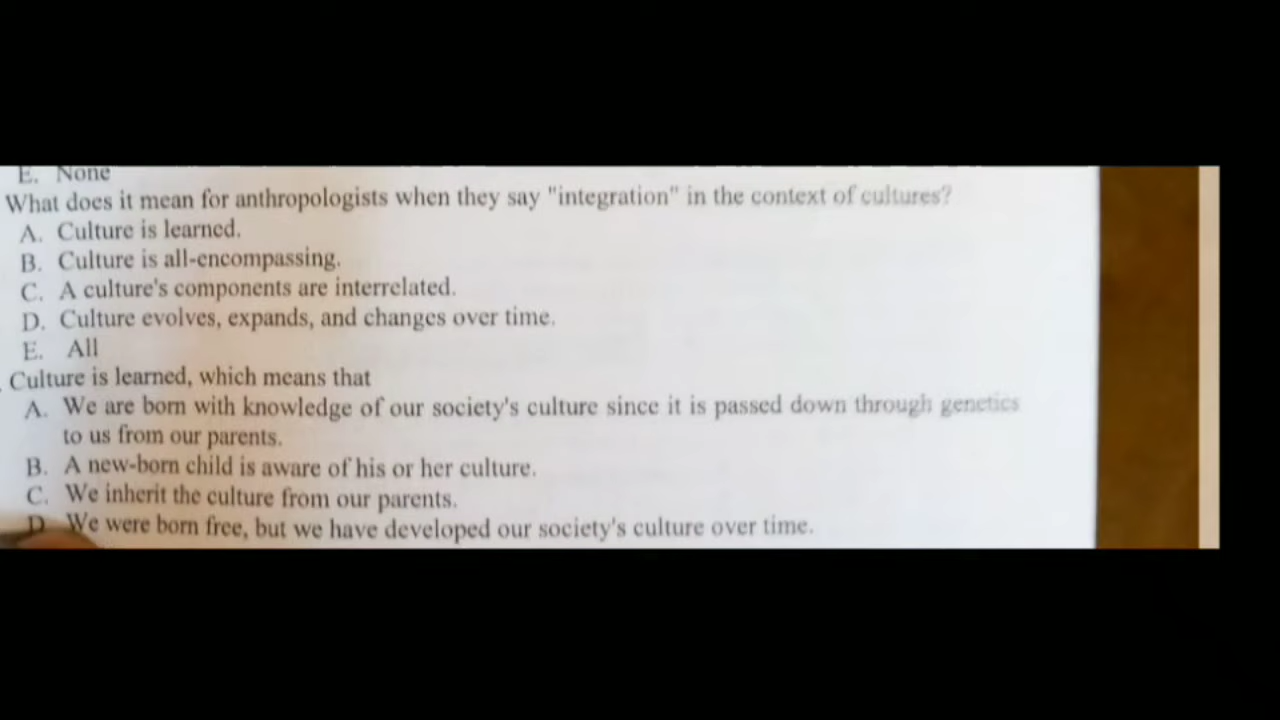 E. None
What does it mean for anthropologists when they say "integration" in the context of cultures?
A. Culture is learned.
B. Culture is all-encompassing.
C. A culture's components are interrelated.
D. Culture evolves, expands, and changes over time.
E. All
Culture is learned, which means that
A. We are born with knowledge of our society's culture since it is passed down through genetics
to us from our parents.
B. A new-born child is aware of his or her culture.
C. We inherit the culture from our parents.
D. We were born free, but we have developed our society's culture over time.